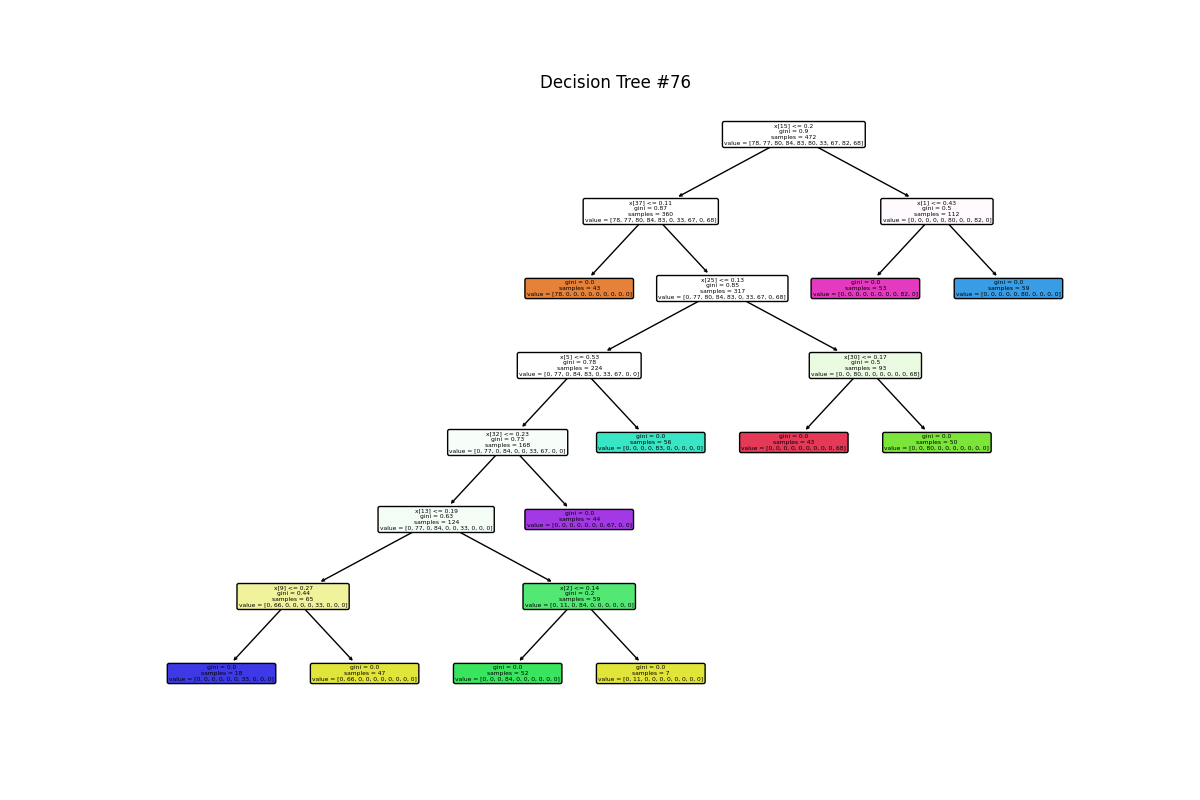 Decision Tree #76
x[15] <= 0.2
gini = 0.9
samples = 472
value = [78, 77, 80, 84, 83, 80, 33, 67, 82, 68]
x[37] <= 0.11
gini = 0.87
samples = 360
value = [78, 77, 80, 84, 83, 0, 33, 67, 0, 68]
x[1] <= 0.43
gini = 0.5
samples = 112
value = [0, 0, 0, 0, 0, 80, 0, 0, 82, 0]
gini = 0.0
samples = 43
value = [78, 0, 0, 0, 0, 0, 0, 0, 0, 0]
x[25] <= 0.13
gini = 0.85
samples = 317
value = [0, 77, 80, 84, 83, 0, 33, 67, 0, 68]
gini = 0.0
samples = 53
value = [0, 0, 0, 0, 0, 0, 0, 0, 82, 0]
gini = 0.0
samples = 59
value = [0, 0, 0, 0, 0, 80, 0, 0, 0, 0]
x[5] <= 0.53
gini = 0.78
samples = 224
value = [0, 77, 0, 84, 83, 0, 33, 67, 0, 0]
x[30] <= 0.17
gini = 0.5
samples = 93
value = [0, 0, 80, 0, 0, 0, 0, 0, 0, 68]
x[32] <= 0.23
gini = 0.73
samples = 168
value = [0, 77, 0, 84, 0, 0, 33, 67, 0, 0]
gini = 0.0
samples = 56
value = [0, 0, 0, 0, 83, 0, 0, 0, 0, 0]
gini = 0.0
samples = 43
value = [0, 0, 0, 0, 0, 0, 0, 0, 0, 68]
gini = 0.0
samples = 50
value = [0, 0, 80, 0, 0, 0, 0, 0, 0, 0]
x[13] <= 0.19
gini = 0.63
samples = 124
value = [0, 77, 0, 84, 0, 0, 33, 0, 0, 0]
gini = 0.0
samples = 44
value = [0, 0, 0, 0, 0, 0, 0, 67, 0, 0]
x[9] <= 0.27
gini = 0.44
samples = 65
value = [0, 66, 0, 0, 0, 0, 33, 0, 0, 0]
x[2] <= 0.14
gini = 0.2
samples = 59
value = [0, 11, 0, 84, 0, 0, 0, 0, 0, 0]
gini = 0.0
samples = 18
value = [0, 0, 0, 0, 0, 0, 33, 0, 0, 0]
gini = 0.0
samples = 47
value = [0, 66, 0, 0, 0, 0, 0, 0, 0, 0]
gini = 0.0
samples = 52
value = [0, 0, 0, 84, 0, 0, 0, 0, 0, 0]
gini = 0.0
samples = 7
value = [0, 11, 0, 0, 0, 0, 0, 0, 0, 0]